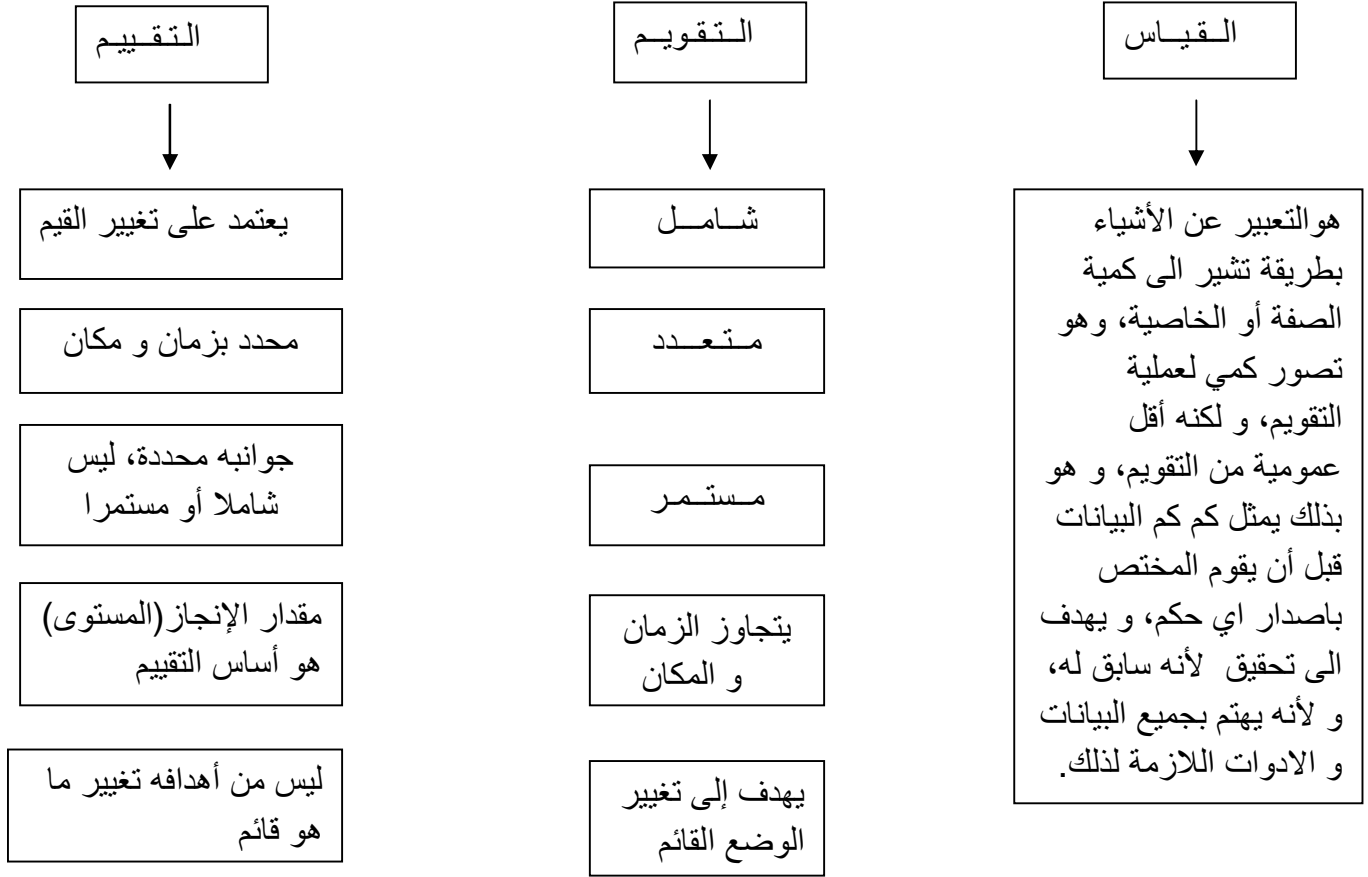 القياس
هوالتعبير عن الأشياء
بطريقة تشير الى كمية
الصفة أو الخاصية، وهو
تصور كمي لعملية
التقويم، و لكنه أقل
عمومية من التقويم، و هو
بذلك يمثل كم كم البيانات
قبل أن يقوم المختص
باصدار اي حكم، و يهدف
الى تحقيق لأنه سابق له،
و لأنه يهتم بجميع البيانات
و الادوات اللازمة لذلك.
التقويم
شامل
متعدد
مستمر
يتجاوز الزمان
و المكان
يهدف إلى تغيير
الوضع القائم
التقييم
يعتمد على تغيير القيم
محدد بزمان و مكان
جوانبه محددة، ليس
شاملا أو مستمرا
مقدار الإنجاز(المستوى)
هو أساس التقييم
ليس من أهدافه تغيير ما
هو قائم